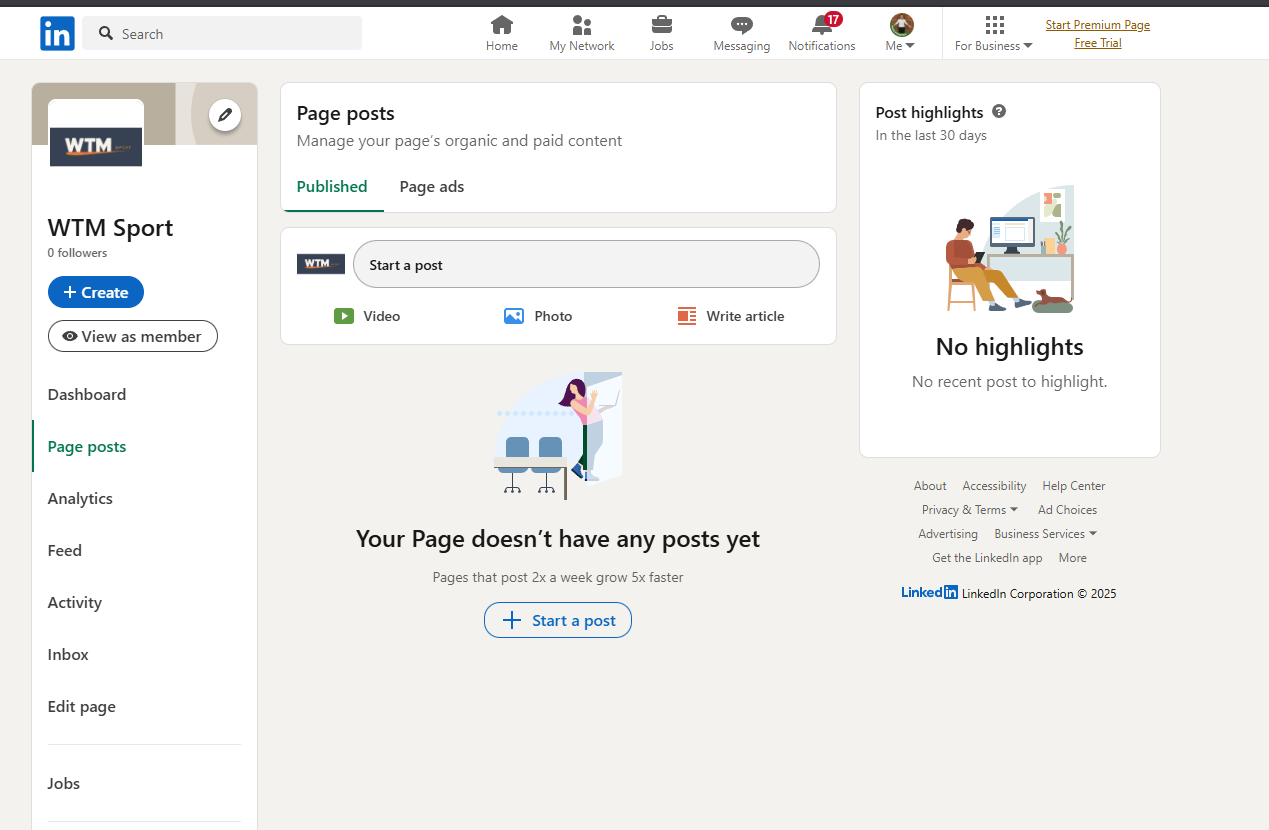 in
Search
Home
My Network
Jobs
Messaging
17
Notifications
Me
For Business
Start Premium Page
Free Trial
WTM SPORT
WTM Sport
0 followers
+ Create
View as member
Dashboard
Page posts
Analytics
Feed
Activity
Inbox
Edit page
Jobs
Page posts
Manage your page's organic and paid content
Published
Page ads
WTM
Start a post
Video
Photo
Write article
Your Page doesn't have any posts yet
Pages that post 2x a week grow 5x faster
+ Start a post
Post highlights ?
In the last 30 days
No highlights
No recent post to highlight.
About Accessibility Help Center
Privacy & Terms Ad Choices
Advertising Business Services
Get the LinkedIn app More
LinkedIn LinkedIn Corporation © 2025